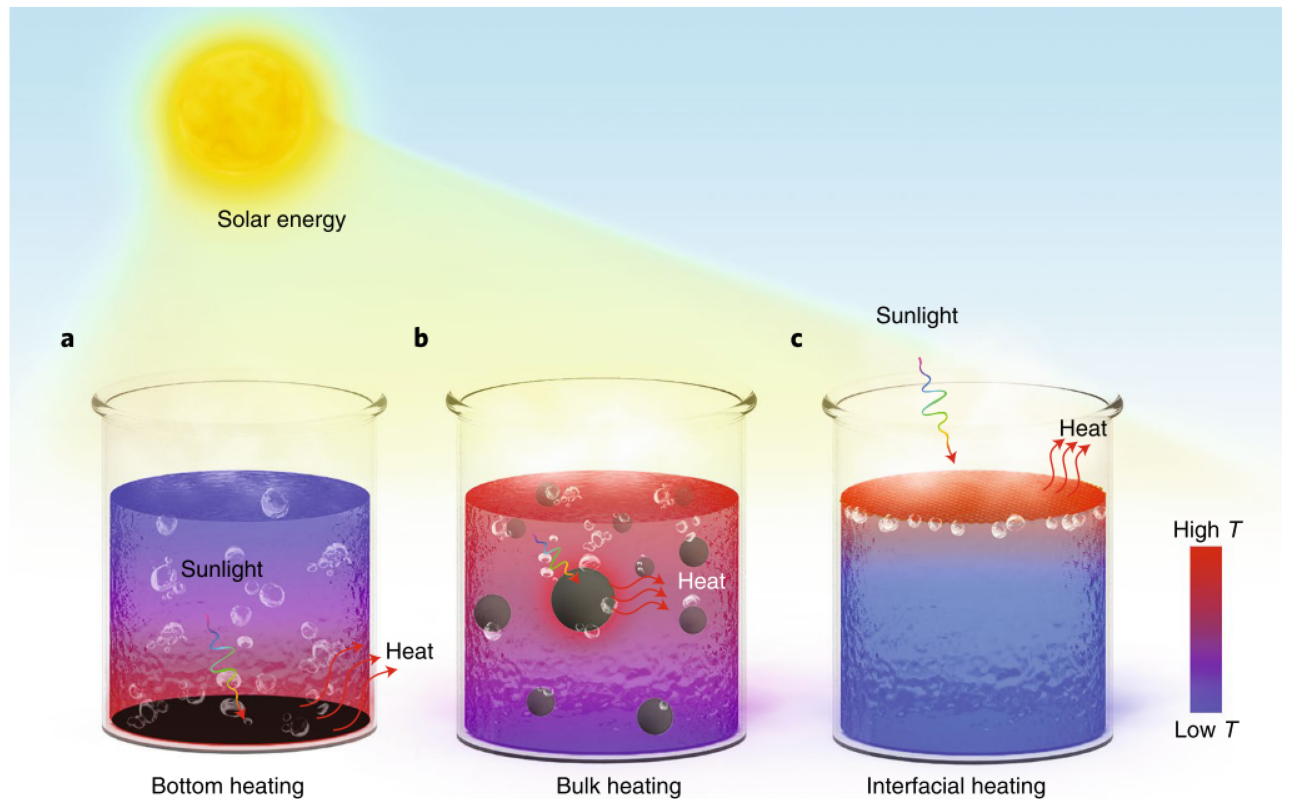 Solar energy
a
b
c
Sunlight
Heat
Sunlight
Heat
Heat
High T
Low T
Bottom heating
Bulk heating
Interfacial heating